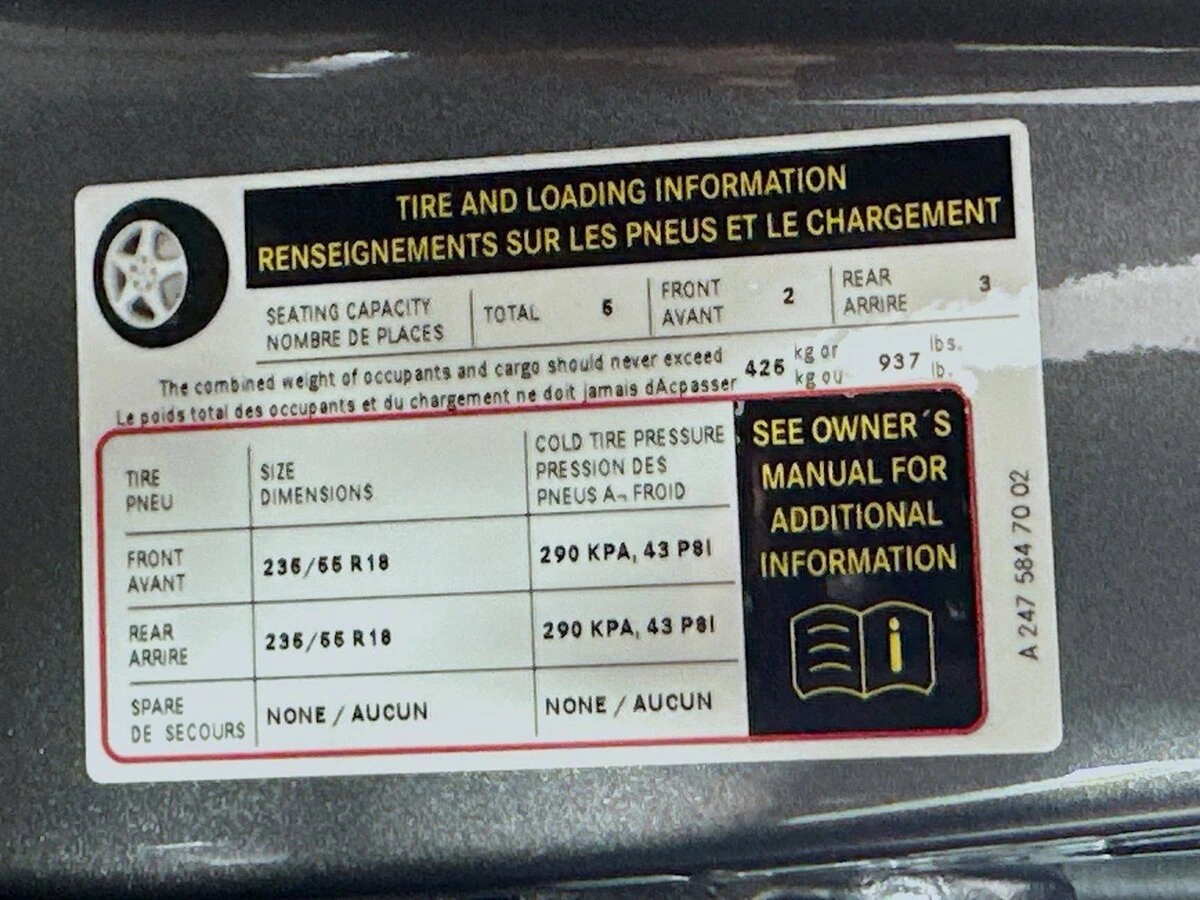 TIRE AND LOADING INFORMATION
RENSEIGNEMENTS SUR LES PNEUS ET LE CHARGEMENT
SEATING CAPACITY
NOMBRE DE PLACES
TOTAL 5
FRONT
AVANT
2
REAR
ARRIRE
3
The combined weight of occupants and cargo should never exceed
Le poids total des occupants et du chargement ne doit jamais dAcpasser
425
kg or
kg ou
937
lbs.
lb.
TIRE
PNEU
SIZE
DIMENSIONS
COLD TIRE PRESSURE
PRESSION DES
PNEUS A¬ FROID
FRONT
AVANT
235/55 R18
290 KPA, 43 PSI
REAR
ARRIRE
235/55 R18
290 KPA, 43 PSI
SPARE
DE SECOURS
NONE / AUCUN
NONE / AUCUN
SEE OWNER´S
MANUAL FOR
ADDITIONAL
INFORMATION
i
A 247 584 70 02